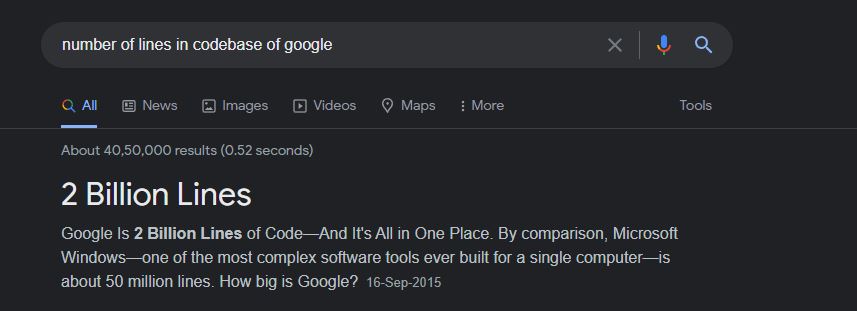 number of lines in codebase of google
All News Images Videos Maps More Tools
About 40,50,000 results (0.52 seconds)
2 Billion Lines
Google Is 2 Billion Lines of Code—And It's All in One Place. By comparison, Microsoft
Windows—one of the most complex software tools ever built for a single computer—is
about 50 million lines. How big is Google? 16-Sep-2015